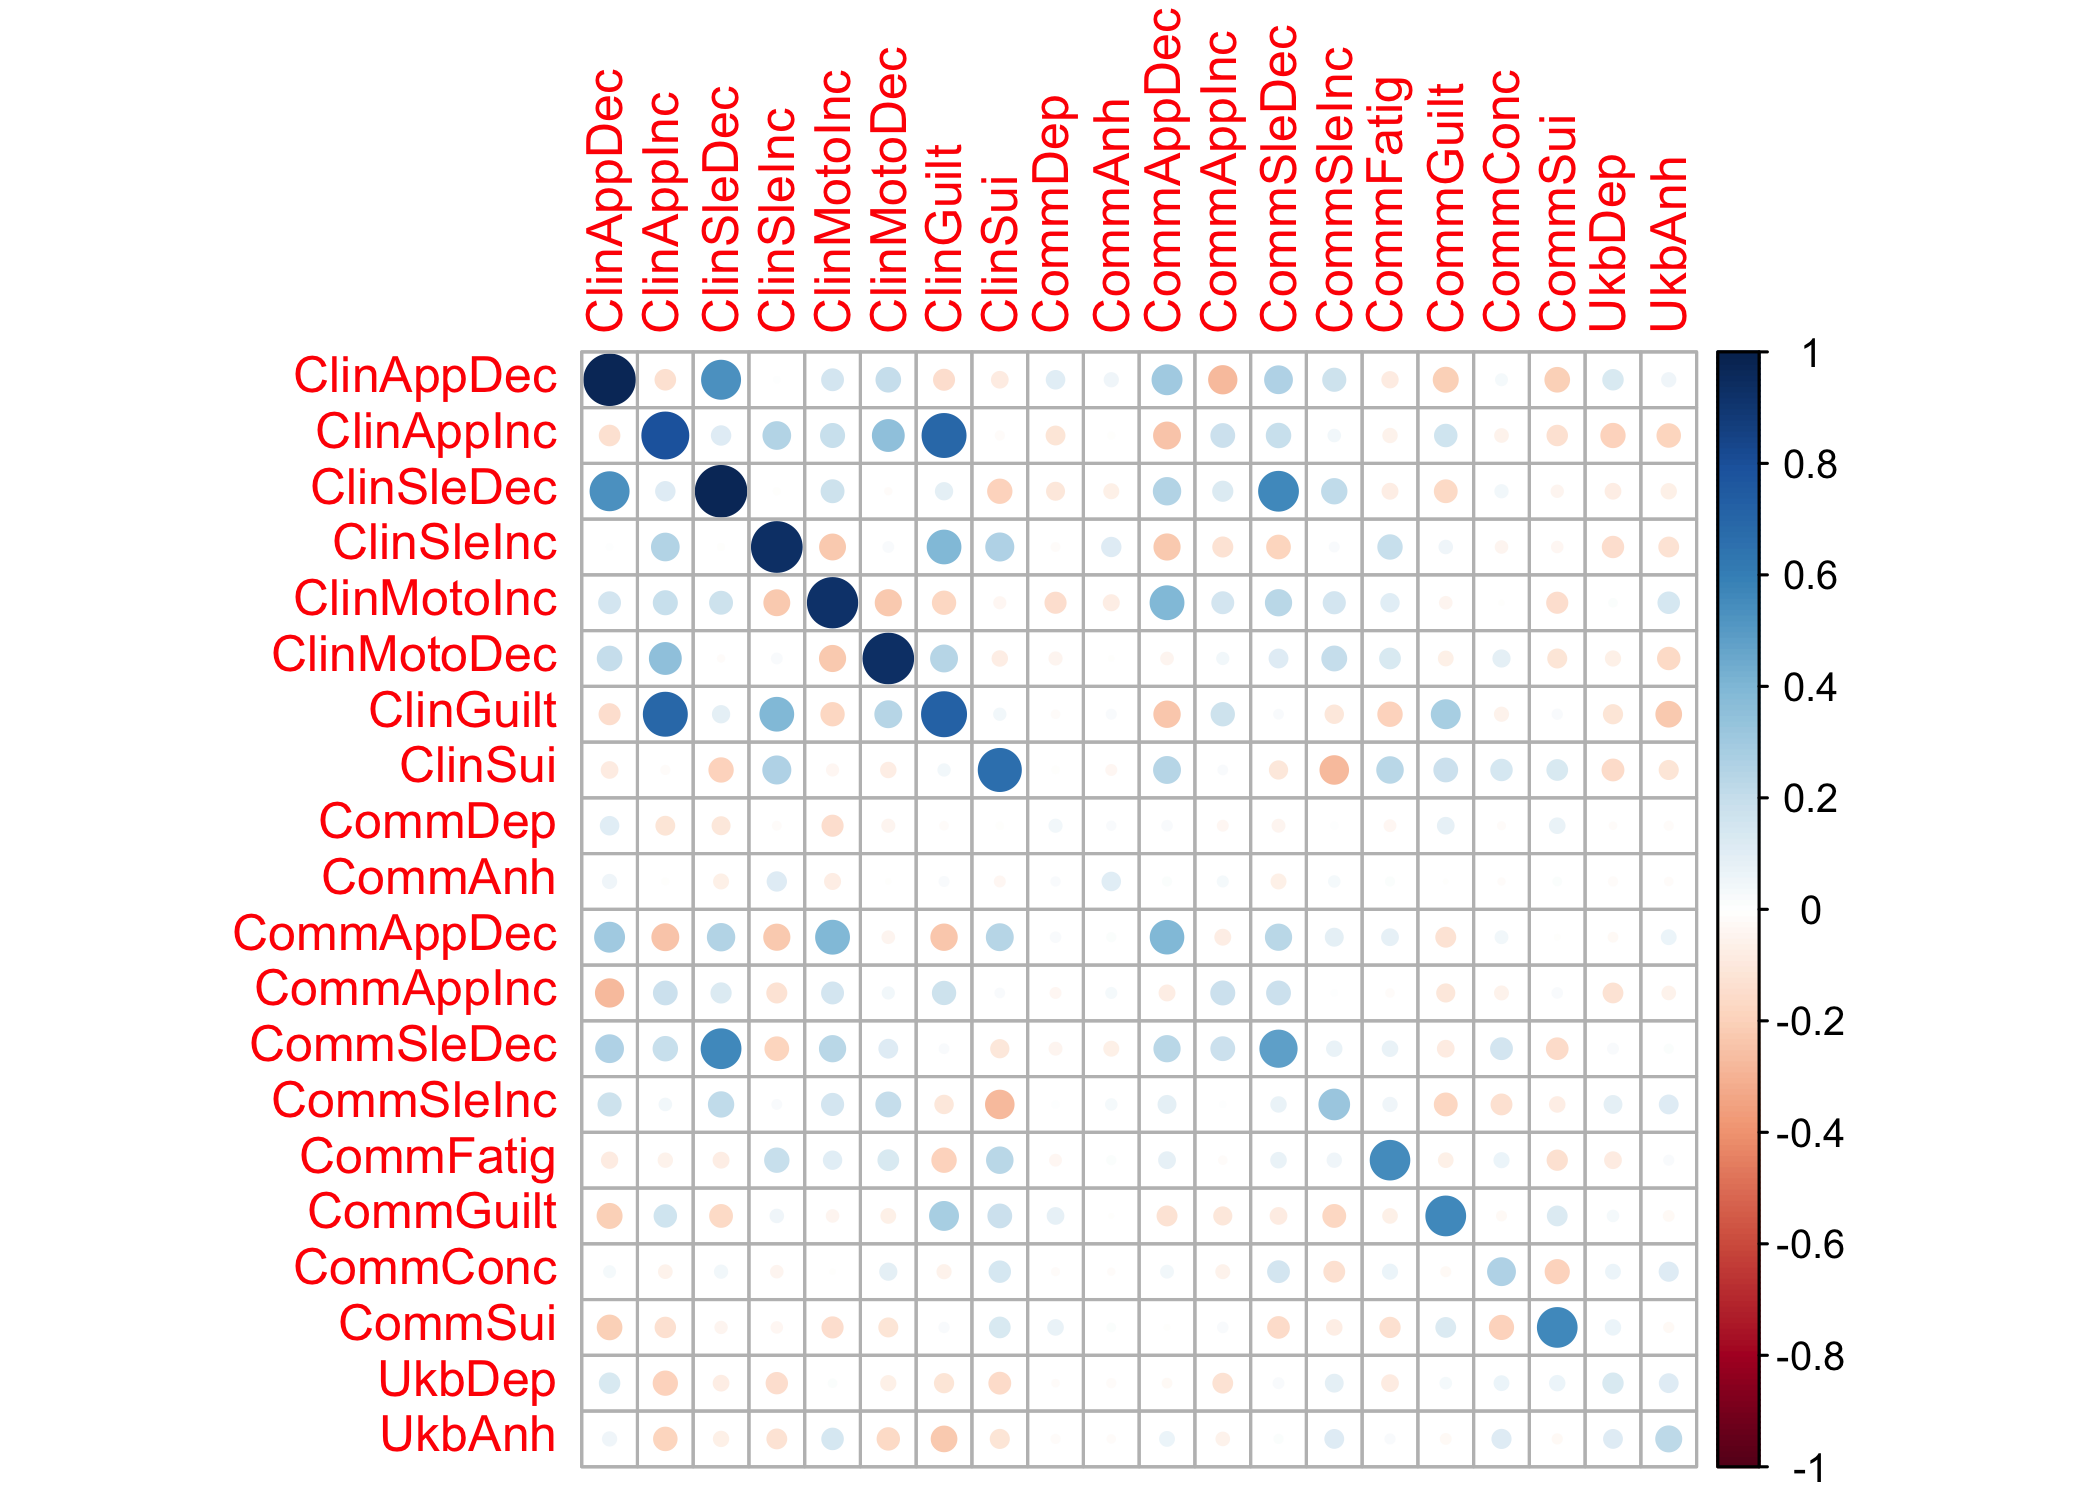 ClinAppDec
ClinAppInc
ClinSleDec
ClinSleInc
ClinMotoInc
ClinMotoDec
ClinGuilt
ClinSui
CommDep
CommAnh
CommAppDec
CommAppInc
CommSleDec
CommSleInc
CommFatig
CommGuilt
CommConc
CommSui
UkbDep
UkbAnh
ClinAppDec
ClinAppInc
ClinSleDec
ClinSleInc
ClinMotoInc
ClinMotoDec
ClinGuilt
ClinSui
CommDep
CommAnh
CommAppDec
CommAppInc
CommSleDec
CommSleInc
CommFatig
CommGuilt
CommConc
CommSui
UkbDep
UkbAnh
1
0.8
0.6
0.4
0.2
0
-0.2
-0.4
-0.6
-0.8
-1